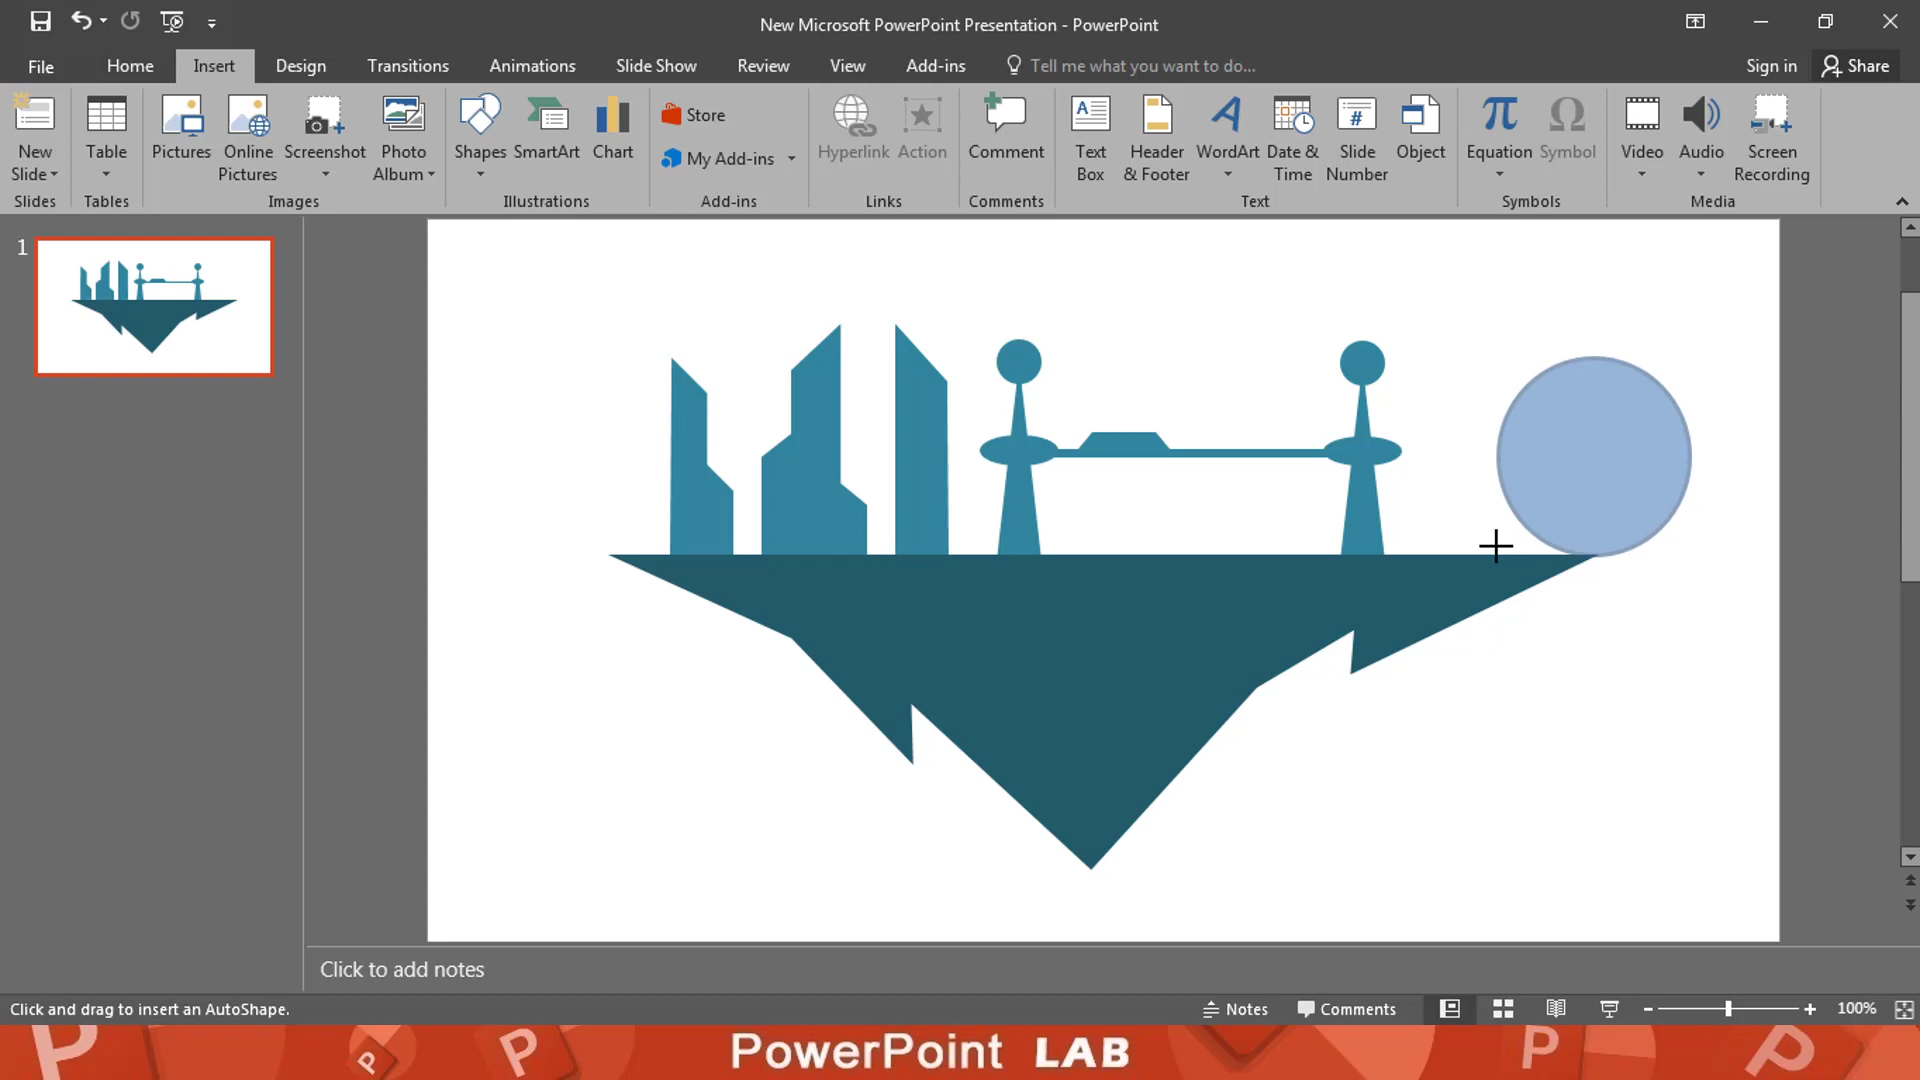 New Microsoft PowerPoint Presentation - PowerPoint
File Home Insert Design Transitions Animations Slide Show Review View Add-ins Tell me what you want to do... Sign in Share
New Slide
Table
Pictures
Online Pictures
Screenshot
Photo Album
Shapes
SmartArt
Chart
Store
My Add-ins
Hyperlink
Action
Comment
Text Box
Header & Footer
WordArt
Date & Time
Slide Number
Object
Equation
Symbol
Video
Audio
Screen Recording
Slides Tables Images Illustrations Add-ins Links Comments Text Symbols Media
1
Click to add notes
Click and drag to insert an AutoShape. Notes Comments 100%
PowerPoint LAB